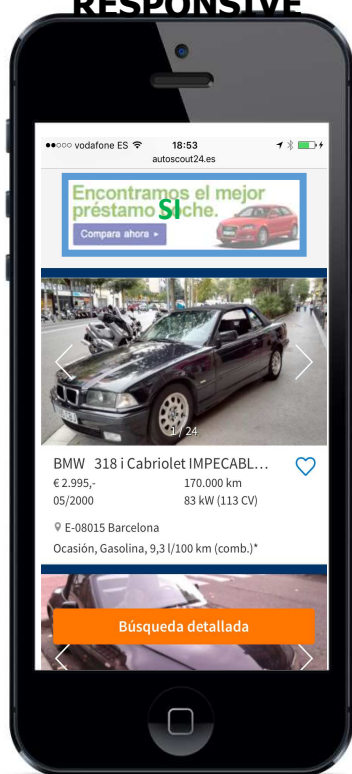 RESPONSIVE
vodafone ES 18:53
autoscout24.es
Encontramos el mejor
préstamo coche.
SI
Compara ahora
1 / 24
BMW 318 i Cabriolet IMPECABL...
€ 2.995,- 170.000 km
05/2000 83 kW (113 CV)
E-08015 Barcelona
Ocasión, Gasolina, 9,3 l/100 km (comb.)*
Búsqueda detallada